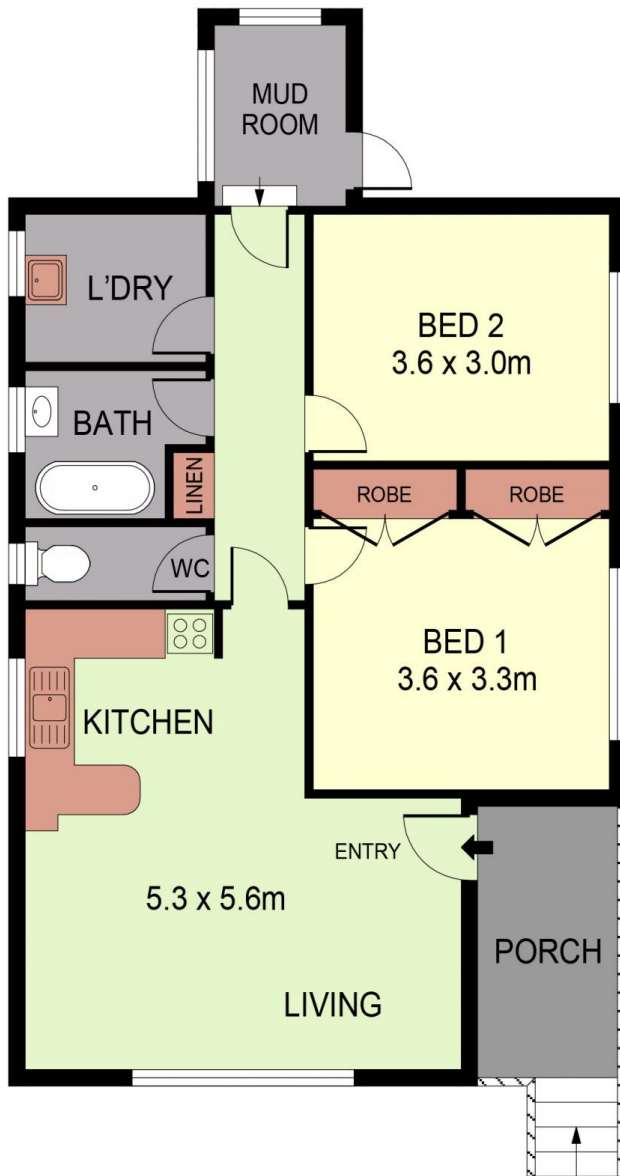 MUD
ROOM
L'DRY
BED 2
3.6 x 3.0m
BATH
LINEN
ROBE
ROBE
WC
BED 1
3.6 x 3.3m
KITCHEN
ENTRY
5.3 x 5.6m
PORCH
LIVING